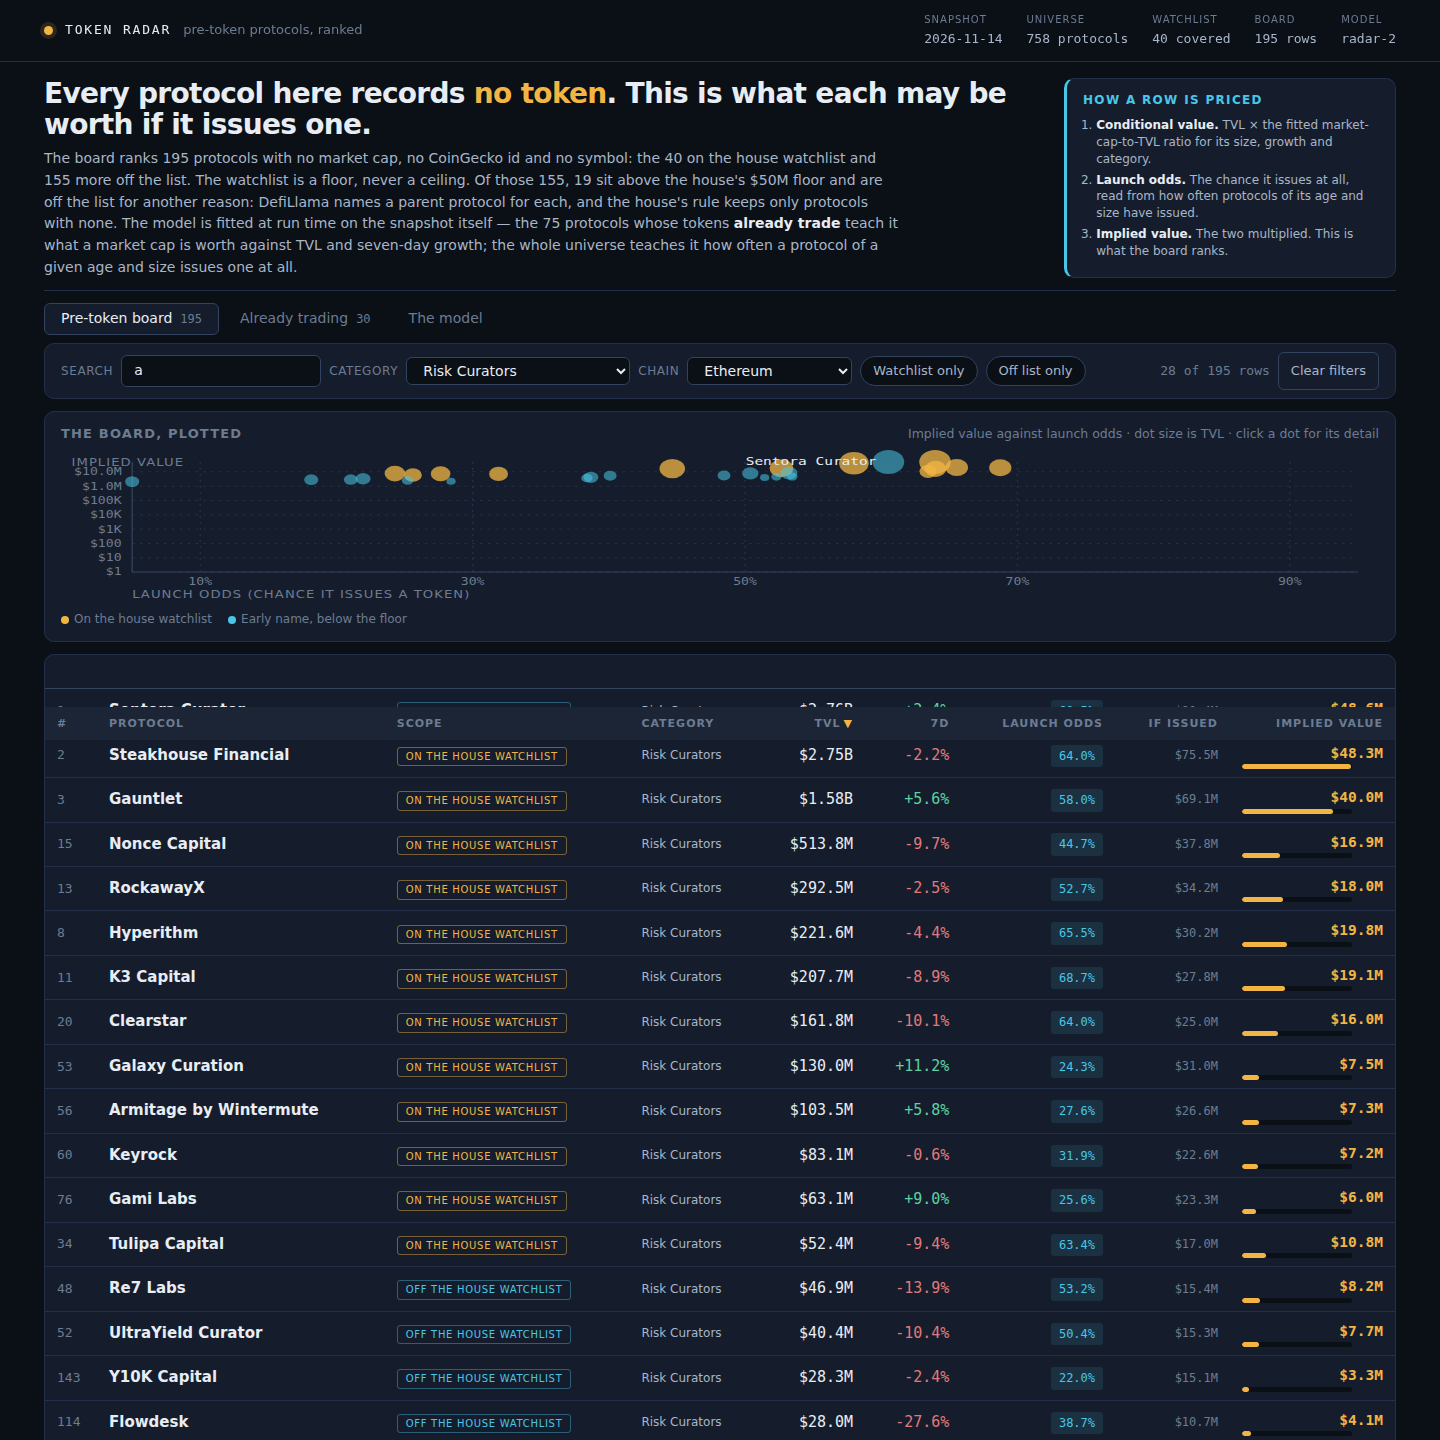 TOKEN RADAR pre-token protocols, ranked
SNAPSHOT UNIVERSE WATCHLIST BOARD MODEL
2026-11-14 758 protocols 40 covered 195 rows radar-2
Every protocol here records no token. This is what each may be
worth if it issues one.
The board ranks 195 protocols with no market cap, no CoinGecko id and no symbol: the 40 on the house watchlist and
155 more off the list. The watchlist is a floor, never a ceiling. Of those 155, 19 sit above the house's $50M floor and are
off the list for another reason: DefiLlama names a parent protocol for each, and the house's rule keeps only protocols
with none. The model is fitted at run time on the snapshot itself — the 75 protocols whose tokens already trade teach it
what a market cap is worth against TVL and seven-day growth; the whole universe teaches it how often a protocol of a
given age and size issues one at all.
HOW A ROW IS PRICED
1. Conditional value. TVL × the fitted market-
cap-to-TVL ratio for its size, growth and
category.
2. Launch odds. The chance it issues at all,
read from how often protocols of its age and
size have issued.
3. Implied value. The two multiplied. This is
what the board ranks.
Pre-token board 195 Already trading 30 The model
SEARCH a CATEGORY Risk Curators CHAIN Ethereum Watchlist only Off list only 28 of 195 rows Clear filters
THE BOARD, PLOTTED Implied value against launch odds · dot size is TVL · click a dot for its detail
IMPLIED VALUE
Sentora Curator
$10.0M
$1.0M
$100K
$10K
$1K
$100
$10
$1
10% 30% 50% 70% 90%
LAUNCH ODDS (CHANCE IT ISSUES A TOKEN)
On the house watchlist Early name, below the floor
# PROTOCOL SCOPE CATEGORY TVL ▼ 7D LAUNCH ODDS IF ISSUED IMPLIED VALUE
2 Steakhouse Financial ON THE HOUSE WATCHLIST Risk Curators $2.75B -2.2% 64.0% $75.5M $48.3M
3 Gauntlet ON THE HOUSE WATCHLIST Risk Curators $1.58B +5.6% 58.0% $69.1M $40.0M
15 Nonce Capital ON THE HOUSE WATCHLIST Risk Curators $513.8M -9.7% 44.7% $37.8M $16.9M
13 RockawayX ON THE HOUSE WATCHLIST Risk Curators $292.5M -2.5% 52.7% $34.2M $18.0M
8 Hyperithm ON THE HOUSE WATCHLIST Risk Curators $221.6M -4.4% 65.5% $30.2M $19.8M
11 K3 Capital ON THE HOUSE WATCHLIST Risk Curators $207.7M -8.9% 68.7% $27.8M $19.1M
20 Clearstar ON THE HOUSE WATCHLIST Risk Curators $161.8M -10.1% 64.0% $25.0M $16.0M
53 Galaxy Curation ON THE HOUSE WATCHLIST Risk Curators $130.0M +11.2% 24.3% $31.0M $7.5M
56 Armitage by Wintermute ON THE HOUSE WATCHLIST Risk Curators $103.5M +5.8% 27.6% $26.6M $7.3M
60 Keyrock ON THE HOUSE WATCHLIST Risk Curators $83.1M -0.6% 31.9% $22.6M $7.2M
76 Gami Labs ON THE HOUSE WATCHLIST Risk Curators $63.1M +9.0% 25.6% $23.3M $6.0M
34 Tulipa Capital ON THE HOUSE WATCHLIST Risk Curators $52.4M -9.4% 63.4% $17.0M $10.8M
48 Re7 Labs OFF THE HOUSE WATCHLIST Risk Curators $46.9M -13.9% 53.2% $15.4M $8.2M
52 UltraYield Curator OFF THE HOUSE WATCHLIST Risk Curators $40.4M -10.4% 50.4% $15.3M $7.7M
143 Y10K Capital OFF THE HOUSE WATCHLIST Risk Curators $28.3M -2.4% 22.0% $15.1M $3.3M
114 Flowdesk OFF THE HOUSE WATCHLIST Risk Curators $28.0M -27.6% 38.7% $10.7M $4.1M